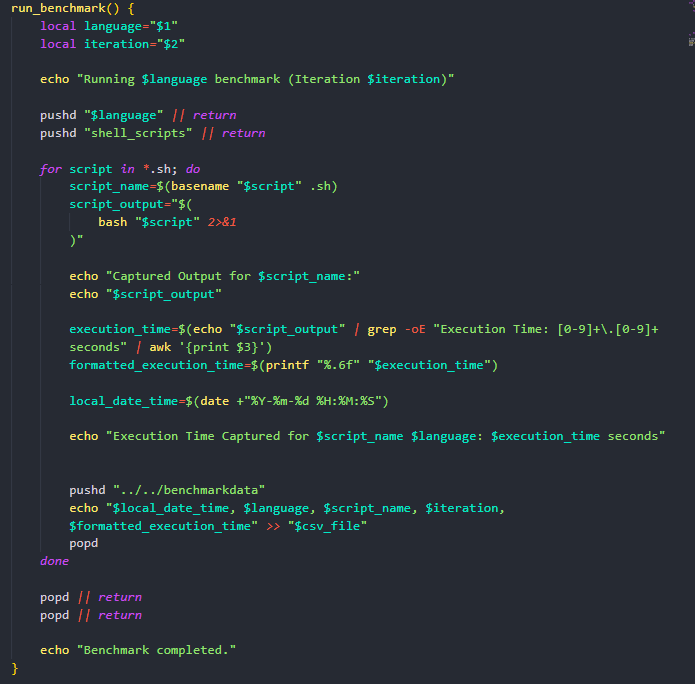 run_benchmark() {
    local language="$1"
    local iteration="$2"

    echo "Running $language benchmark (Iteration $iteration)"

    pushd "$language" || return
    pushd "shell_scripts" || return

    for script in *.sh; do
        script_name=$(basename "$script" .sh)
        script_output="$(
            bash "$script" 2>&1
        )"

        echo "Captured Output for $script_name:"
        echo "$script_output"

        execution_time=$(echo "$script_output" | grep -oE "Execution Time: [0-9]+\.[0-9]+
        seconds" | awk '{print $3}')
        formatted_execution_time=$(printf "%.6f" "$execution_time")

        local_date_time=$(date +"%Y-%m-%d %H:%M:%S")

        echo "Execution Time Captured for $script_name $language: $execution_time seconds"


        pushd "../../benchmarkdata"
        echo "$local_date_time, $language, $script_name, $iteration,
        $formatted_execution_time" >> "$csv_file"
        popd
    done

    popd || return
    popd || return

    echo "Benchmark completed."
}